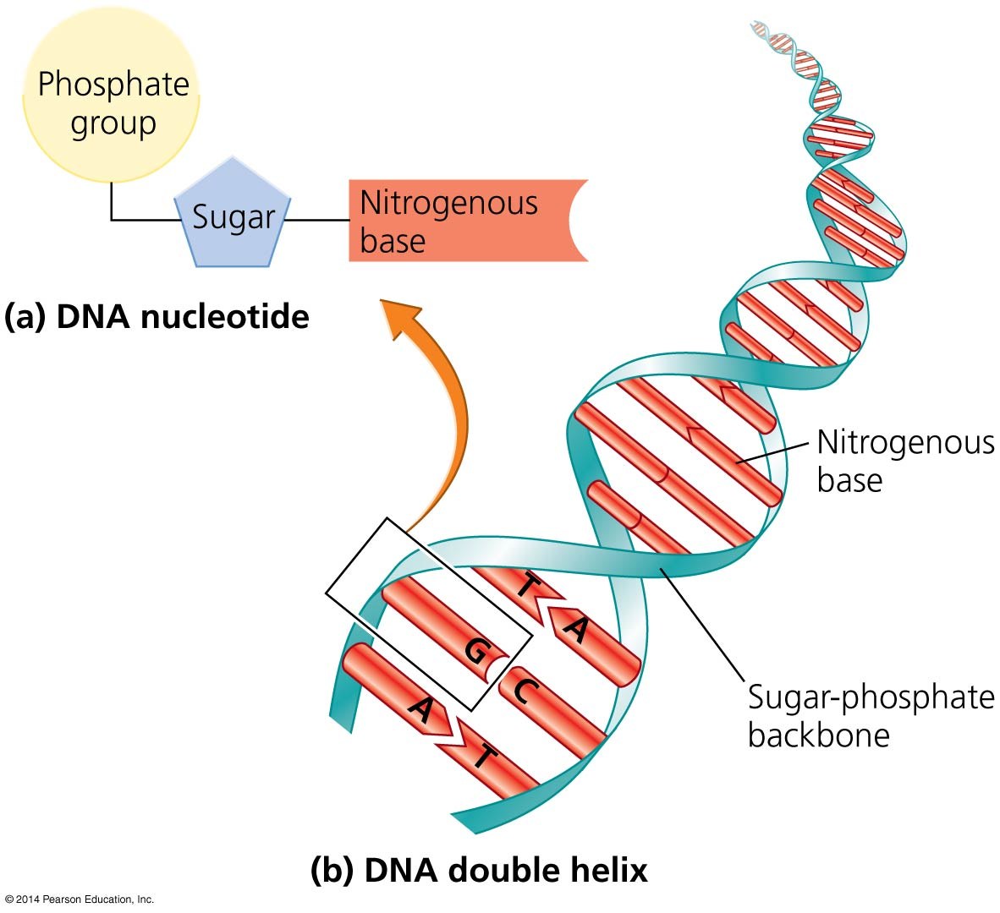 Phosphate
group
Sugar
Nitrogenous
base
(a) DNA nucleotide
Nitrogenous
base
T
A
G
C
A
T
Sugar-phosphate
backbone
(b) DNA double helix
© 2014 Pearson Education, Inc.